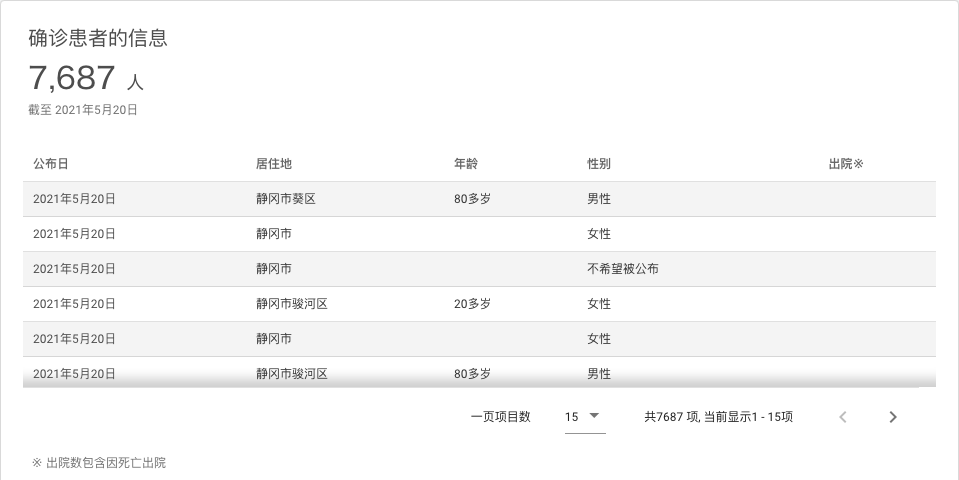 确诊患者的信息
7,687 人
截至 2021年5月20日
公布日 居住地 年龄 性别 出院※
2021年5月20日 静冈市葵区 80多岁 男性
2021年5月20日 静冈市 女性
2021年5月20日 静冈市 不希望被公布
2021年5月20日 静冈市骏河区 20多岁 女性
2021年5月20日 静冈市 女性
2021年5月20日 静冈市骏河区 80多岁 男性
一页项目数 15 共7687 项, 当前显示1 - 15项
※ 出院数包含因死亡出院